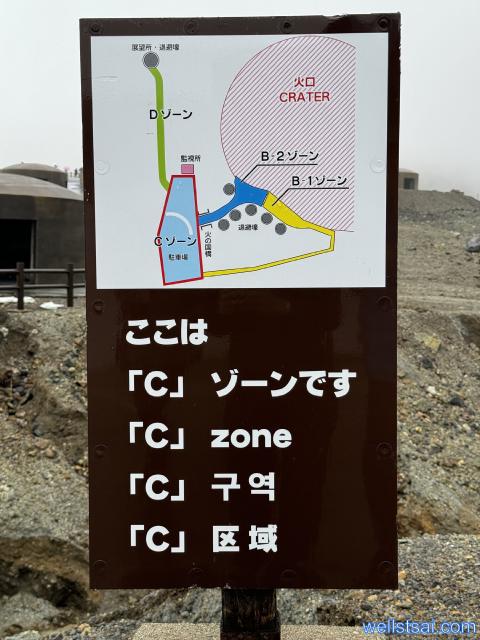 展望所・退避壕
火口
CRATER
Dゾーン
監視所
B-2ゾーン
B-1ゾーン
退避壕
火の国橋
Cゾーン
駐車場
ここは
「C」 ゾーンです
「C」 zone
「C」 구역
「C」 区域
wellstsai.com